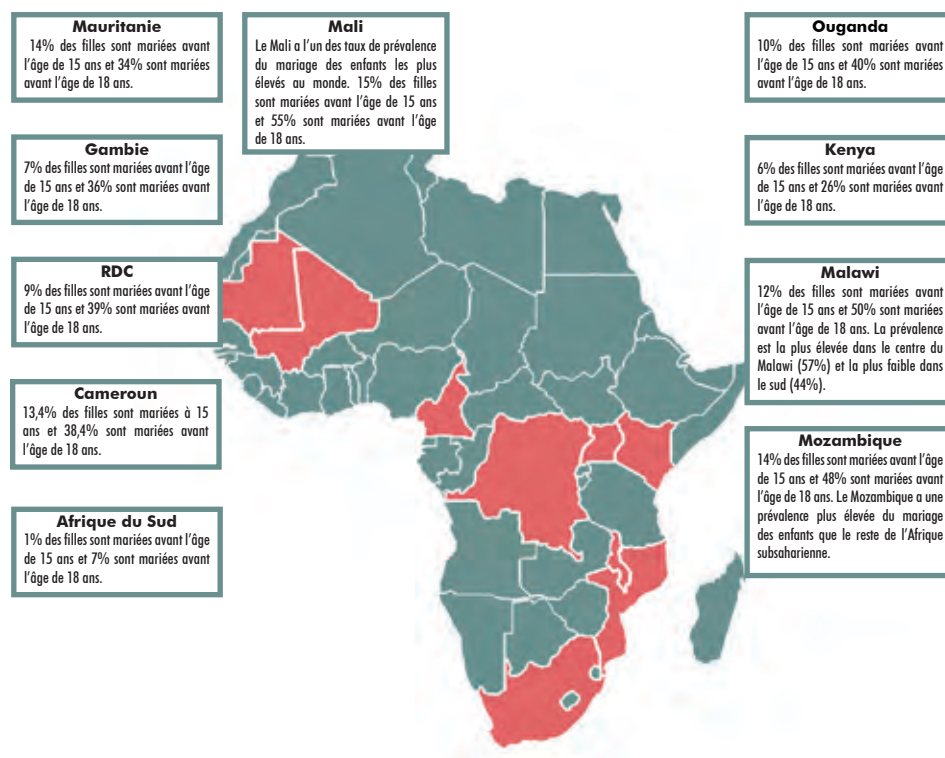 Mauritanie
14% des filles sont mariées avant
l'âge de 15 ans et 34% sont mariées
avant l'âge de 18 ans.
Mali
Le Mali a l'un des taux de prévalence
du mariage des enfants les plus
élevés au monde. 15% des filles
sont mariées avant l'âge de 15 ans
et 55% sont mariées avant l'âge
de 18 ans.
Ouganda
10% des filles sont mariées avant
l'âge de 15 ans et 40% sont mariées
avant l'âge de 18 ans.
Gambie
7% des filles sont mariées avant l'âge
de 15 ans et 36% sont mariées avant
l'âge de 18 ans.
Kenya
6% des filles sont mariées avant l'âge
de 15 ans et 26% sont mariées avant
l'âge de 18 ans.
RDC
9% des filles sont mariées avant l'âge
de 15 ans et 39% sont mariées avant
l'âge de 18 ans.
Malawi
12% des filles sont mariées avant
l'âge de 15 ans et 50% sont mariées
avant l'âge de 18 ans. La prévalence
est la plus élevée dans le centre du
Malawi (57%) et la plus faible dans
le sud (44%).
Cameroun
13,4% des filles sont mariées à 15
ans et 38,4% sont mariées avant
l'âge de 18 ans.
Mozambique
14% des filles sont mariées avant l'âge
de 15 ans et 48% sont mariées avant
l'âge de 18 ans. Le Mozambique a une
prévalence plus élevée du mariage
des enfants que le reste de l'Afrique
subsaharienne.
Afrique du Sud
1% des filles sont mariées avant l'âge
de 15 ans et 7% sont mariées avant
l'âge de 18 ans.